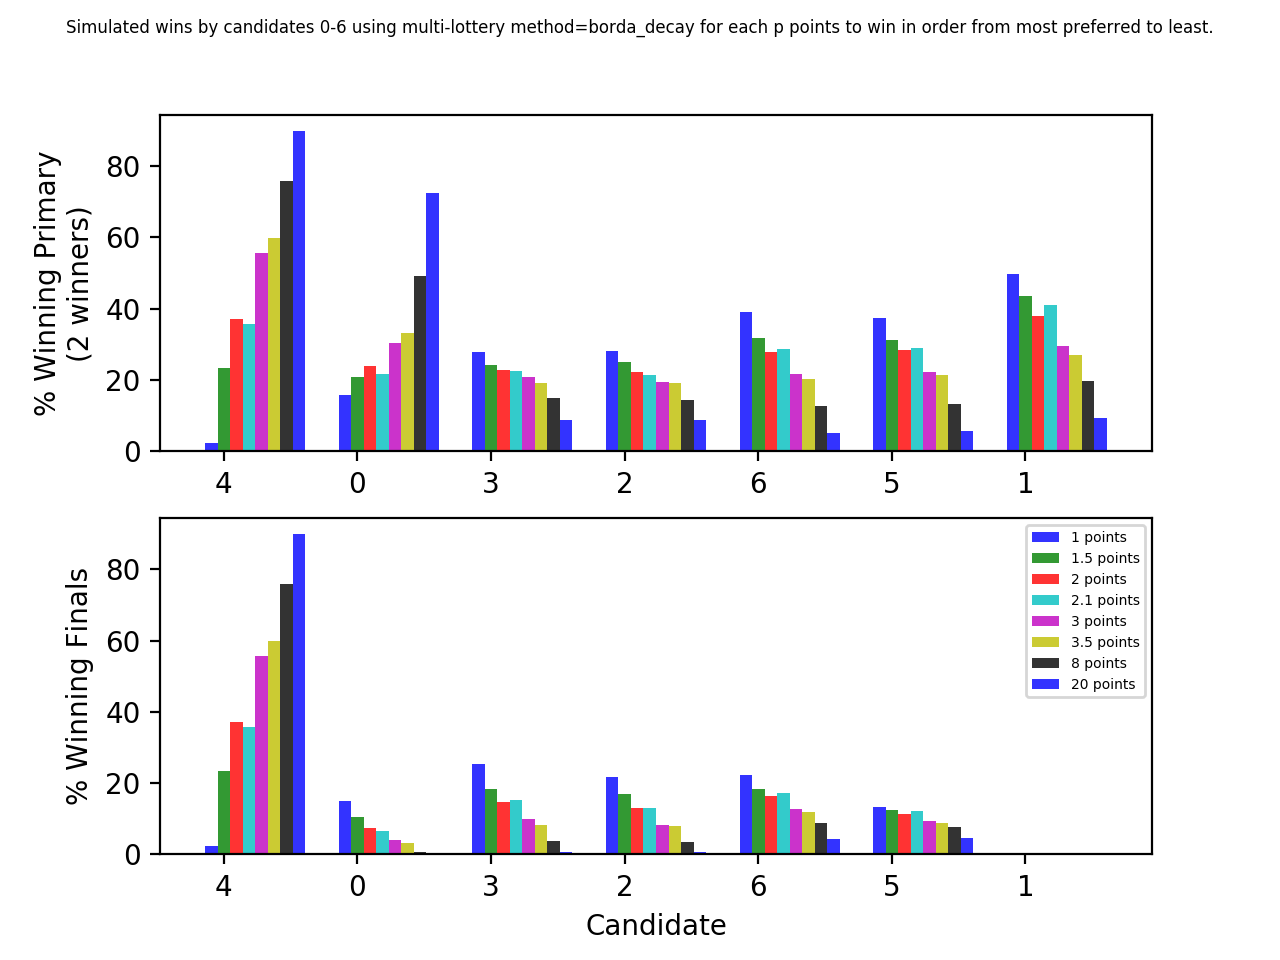 Simulated wins by candidates 0-6 using multi-lottery method=borda_decay for each p points to win in order from most preferred to least.
% Winning Primary
(2 winners)
80
60
40
20
0
4 0 3 2 6 5 1
% Winning Finals
80
60
40
20
0
1 points
1.5 points
2 points
2.1 points
3 points
3.5 points
8 points
20 points
4 0 3 2 6 5 1
Candidate